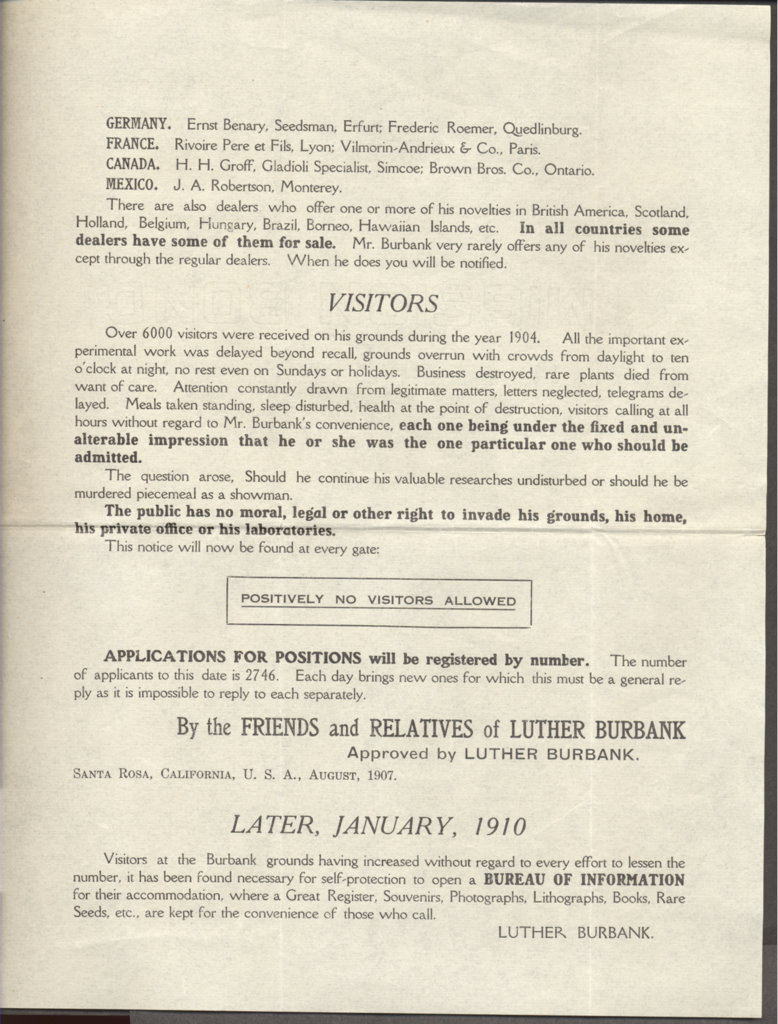 GERMANY. Ernst Benary, Seedsman, Erfurt; Frederic Roemer, Quedlinburg.
FRANCE. Rivoire Pere et Fils, Lyon; Vilmorin-Andrieux & Co., Paris.
CANADA. H. H. Groff, Gladioli Specialist, Simcoe; Brown Bros. Co., Ontario.
MEXICO. J. A. Robertson, Monterey.
There are also dealers who offer one or more of his novelties in British America, Scotland,
Holland, Belgium, Hungary, Brazil, Borneo, Hawaiian Islands, etc. In all countries some
dealers have some of them for sale. Mr. Burbank very rarely offers any of his novelties ex-
cept through the regular dealers. When he does you will be notified.
VISITORS
Over 6000 visitors were received on his grounds during the year 1904. All the important ex-
perimental work was delayed beyond recall, grounds overrun with crowds from daylight to ten
o'clock at night, no rest even on Sundays or holidays. Business destroyed, rare plants died from
want of care. Attention constantly drawn from legitimate matters, letters neglected, telegrams de-
layed. Meals taken standing, sleep disturbed, health at the point of destruction, visitors calling at all
hours without regard to Mr. Burbank's convenience, each one being under the fixed and un-
alterable impression that he or she was the one particular one who should be
admitted.
The question arose, Should he continue his valuable researches undisturbed or should he be
murdered piecemeal as a showman.
The public has no moral, legal or other right to invade his grounds, his home,
his private office or his laboratories.
This notice will now be found at every gate:
POSITIVELY NO VISITORS ALLOWED
APPLICATIONS FOR POSITIONS will be registered by number. The number
of applicants to this date is 2746. Each day brings new ones for which this must be a general re-
ply as it is impossible to reply to each separately.
By the FRIENDS and RELATIVES of LUTHER BURBANK
Approved by LUTHER BURBANK.
SANTA ROSA, CALIFORNIA, U. S. A., AUGUST, 1907.
LATER, JANUARY, 1910
Visitors at the Burbank grounds having increased without regard to every effort to lessen the
number, it has been found necessary for self-protection to open a BUREAU OF INFORMATION
for their accommodation, where a Great Register, Souvenirs, Photographs, Lithographs, Books, Rare
Seeds, etc., are kept for the convenience of those who call.
LUTHER BURBANK.